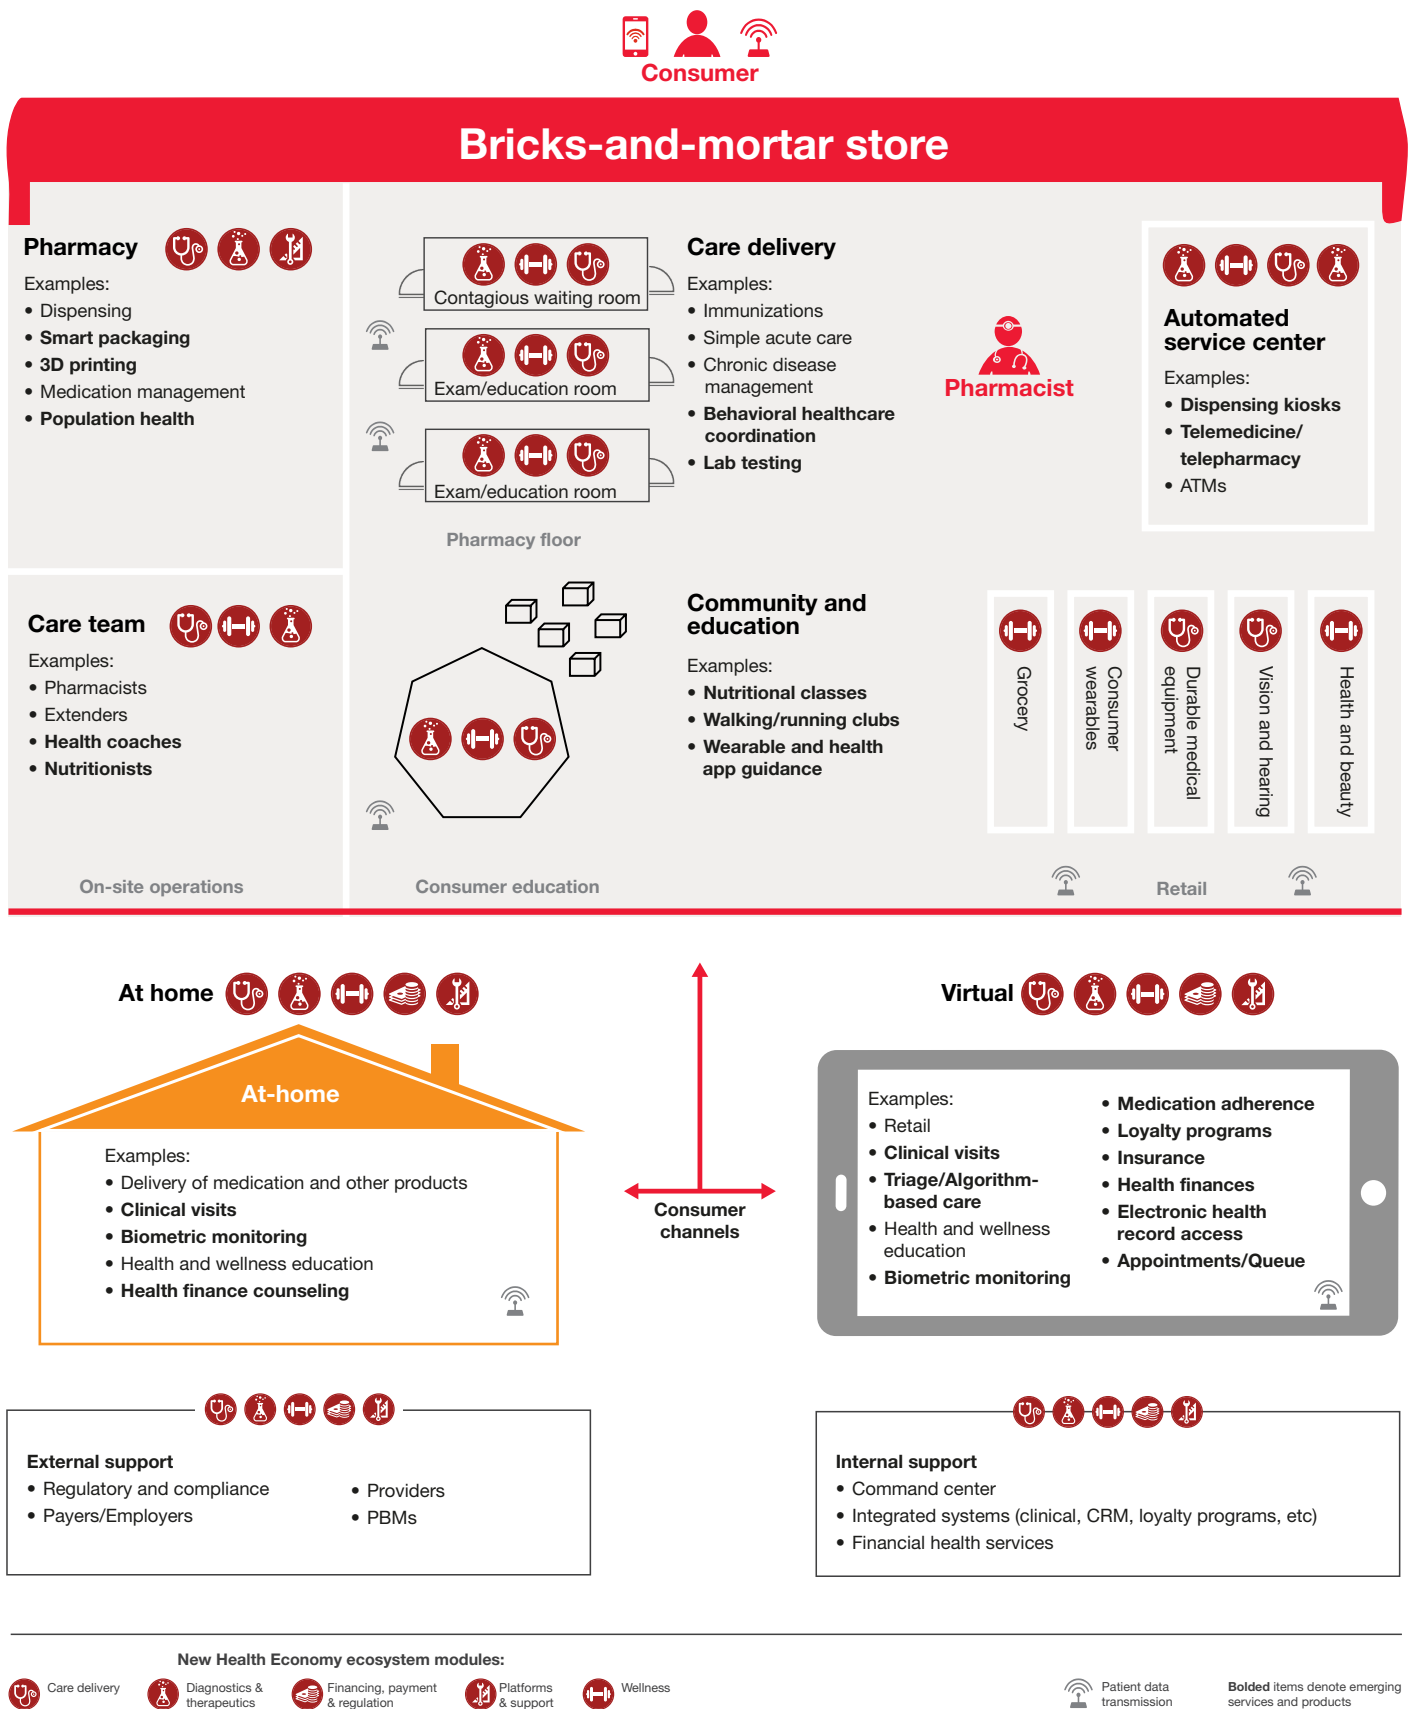 Consumer
Bricks-and-mortar store
Pharmacy
Examples:
• Dispensing
• Smart packaging
• 3D printing
• Medication management
• Population health
Contagious waiting room
Exam/education room
Exam/education room
Pharmacy floor
Care delivery
Examples:
• Immunizations
• Simple acute care
• Chronic disease
management
• Behavioral healthcare
coordination
• Lab testing
Pharmacist
Automated
service center
Examples:
• Dispensing kiosks
• Telemedicine/
telepharmacy
• ATMs
Care team
Examples:
• Pharmacists
• Extenders
• Health coaches
• Nutritionists
On-site operations
Consumer education
Community and
education
Examples:
• Nutritional classes
• Walking/running clubs
• Wearable and health
app guidance
Grocery
Consumer
wearables
Durable medical
equipment
Vision and hearing
Health and beauty
Retail
At home
At-home
Examples:
• Delivery of medication and other products
• Clinical visits
• Biometric monitoring
• Health and wellness education
• Health finance counseling
Consumer
channels
Virtual
Examples:
• Retail
• Clinical visits
• Triage/Algorithm-
based care
• Health and wellness
education
• Biometric monitoring
• Medication adherence
• Loyalty programs
• Insurance
• Health finances
• Electronic health
record access
• Appointments/Queue
External support
• Regulatory and compliance
• Payers/Employers
• Providers
• PBMs
Internal support
• Command center
• Integrated systems (clinical, CRM, loyalty programs, etc)
• Financial health services
New Health Economy ecosystem modules:
Care delivery
Diagnostics &
therapeutics
Financing, payment
& regulation
Platforms
& support
Wellness
Patient data
transmission
Bolded items denote emerging
services and products